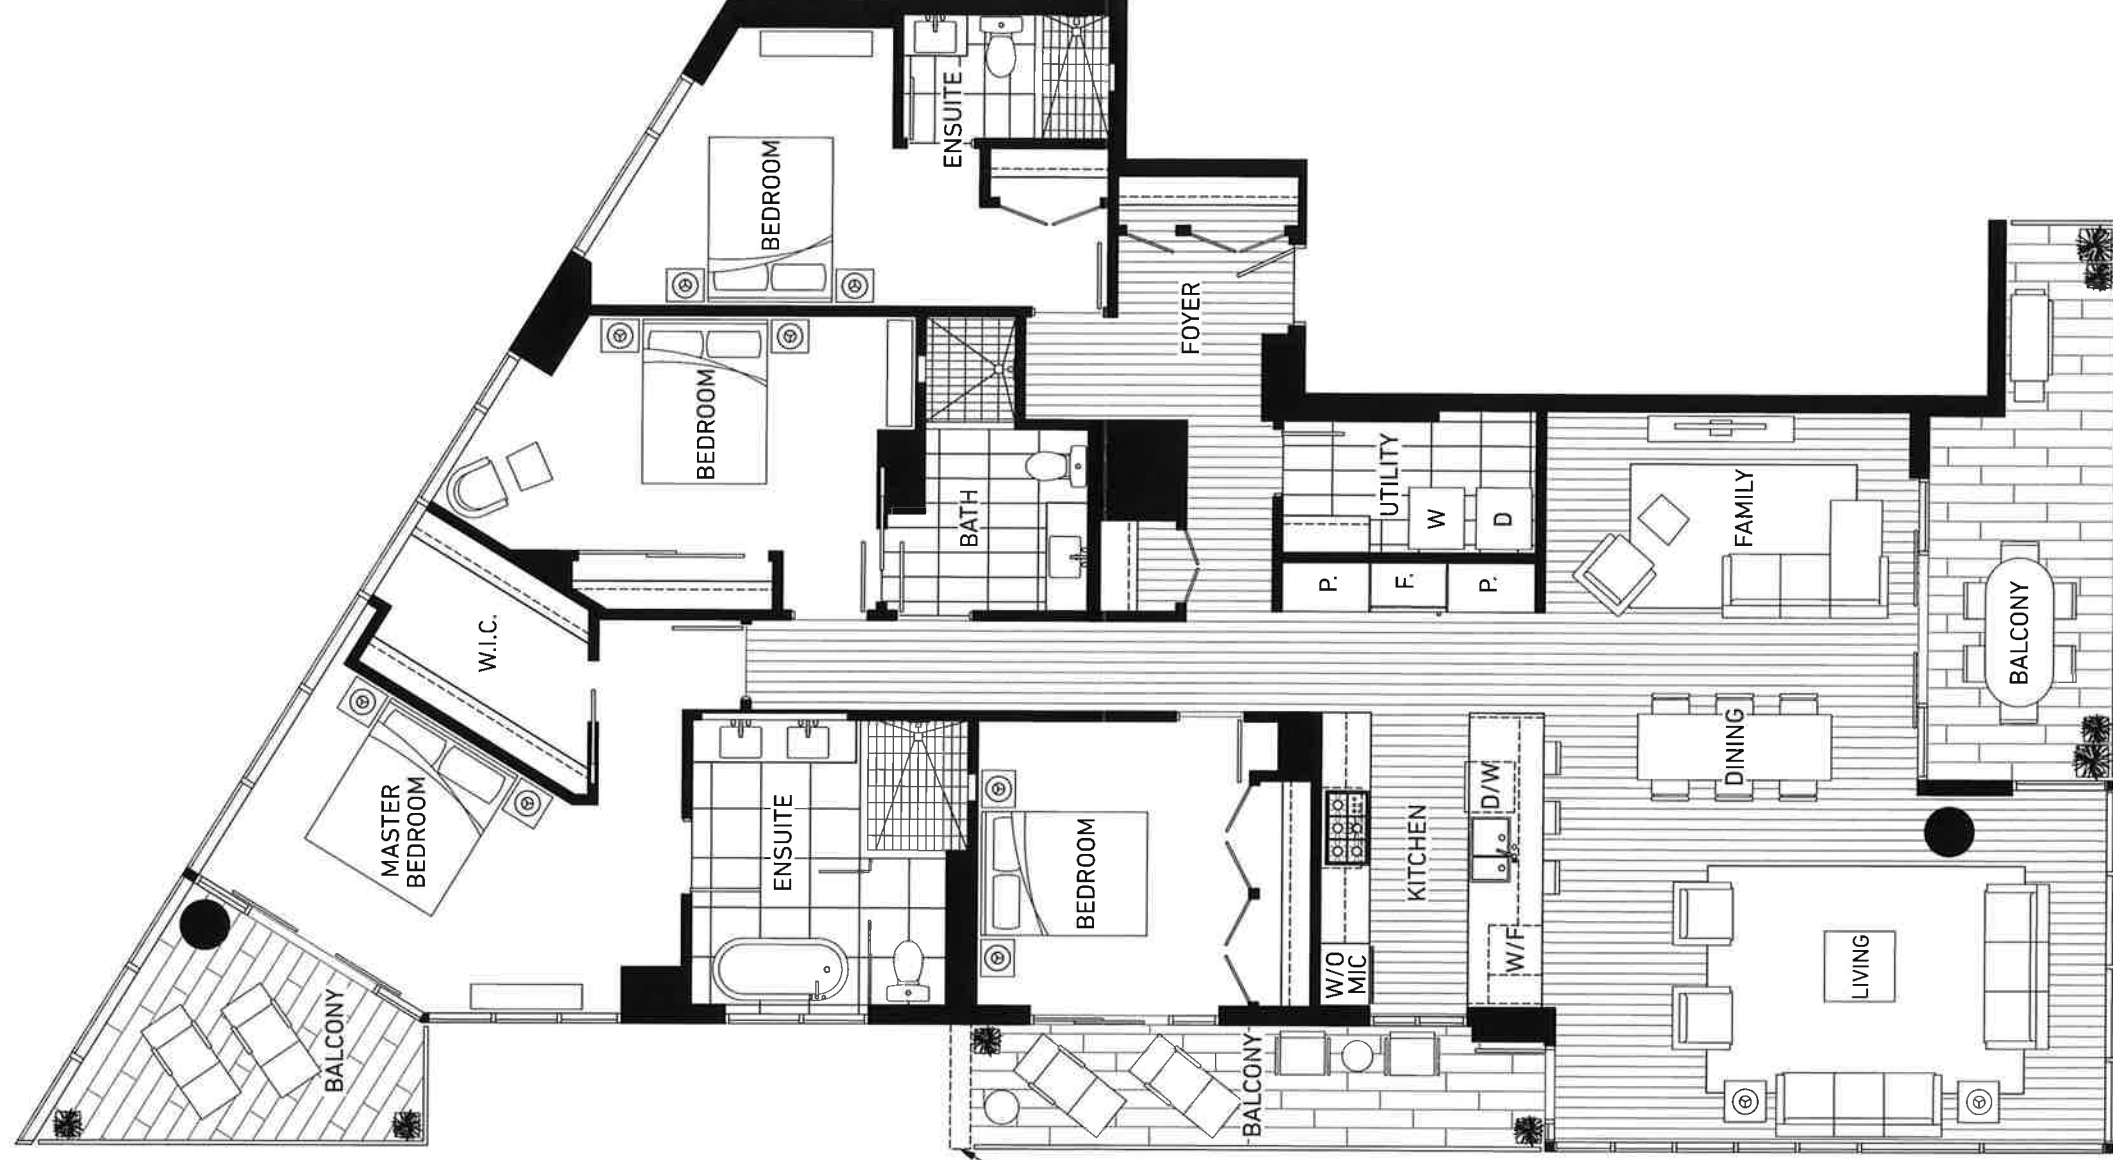 ENSUITE
BEDROOM
FOYER
BEDROOM
BATH
UTILITY
W
D
FAMILY
P.
F.
P.
BALCONY
W.I.C.
MASTER
BEDROOM
ENSUITE
BEDROOM
KITCHEN
D/W
W/F
W/O
MIC
DINING
LIVING
BALCONY
BALCONY